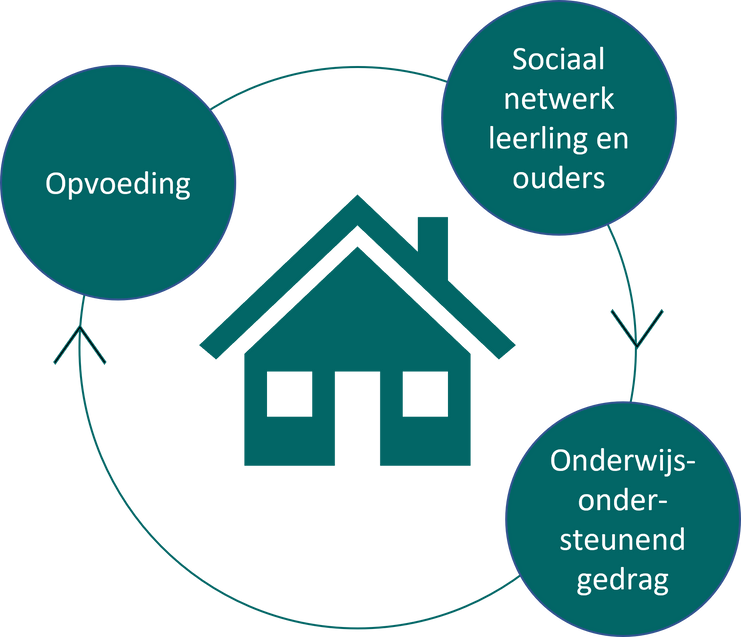 Opvoeding
Sociaal
netwerk
leerling en
ouders
Onderwijs-
onder-
steunend
gedrag